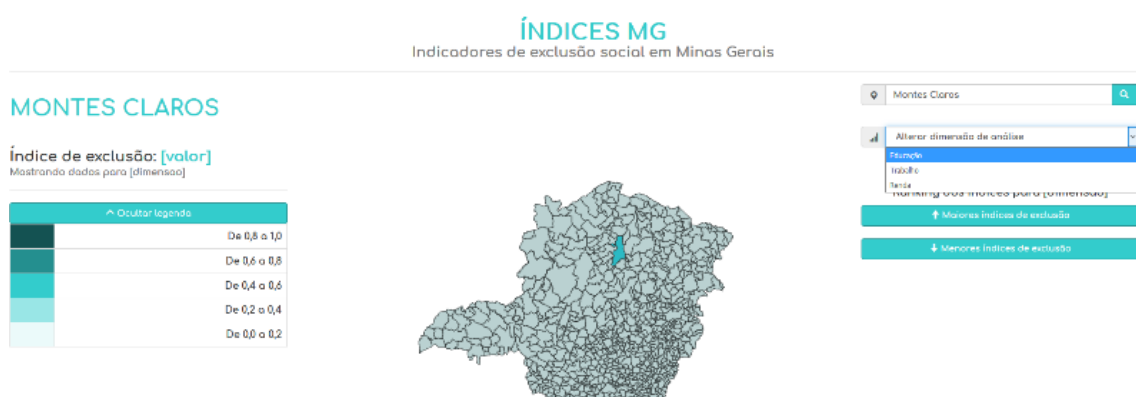 ÍNDICES MG
Indicadores de exclusão social em Minas Gerais
MONTES CLAROS
Índice de exclusão: [valor]
Mostrando dados para [dimensao]
Ocultar legenda
De 0,8 a 1,0
De 0,6 a 0,8
De 0,4 a 0,6
De 0,2 a 0,4
De 0,0 a 0,2
Montes Claros
Alterar dimensão de análise
Educação
Trabalho
Renda
Ranking dos índices para [dimensão]
Maiores índices de exclusão
Menores índices de exclusão